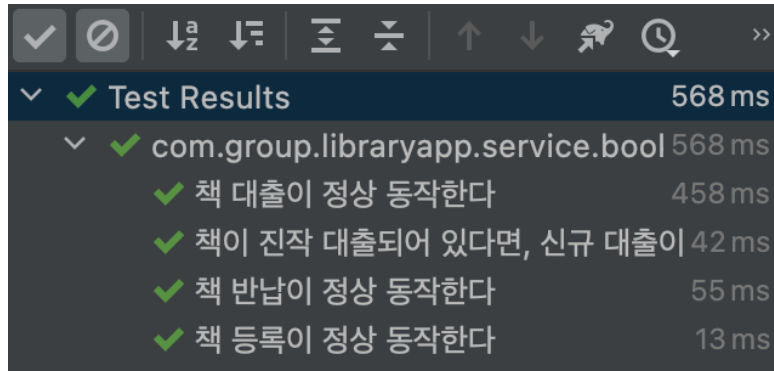 Test Results 568 ms
com.group.libraryapp.service.bool 568 ms
책 대출이 정상 동작한다 458 ms
책이 진작 대출되어 있다면, 신규 대출이 42 ms
책 반납이 정상 동작한다 55 ms
책 등록이 정상 동작한다 13 ms